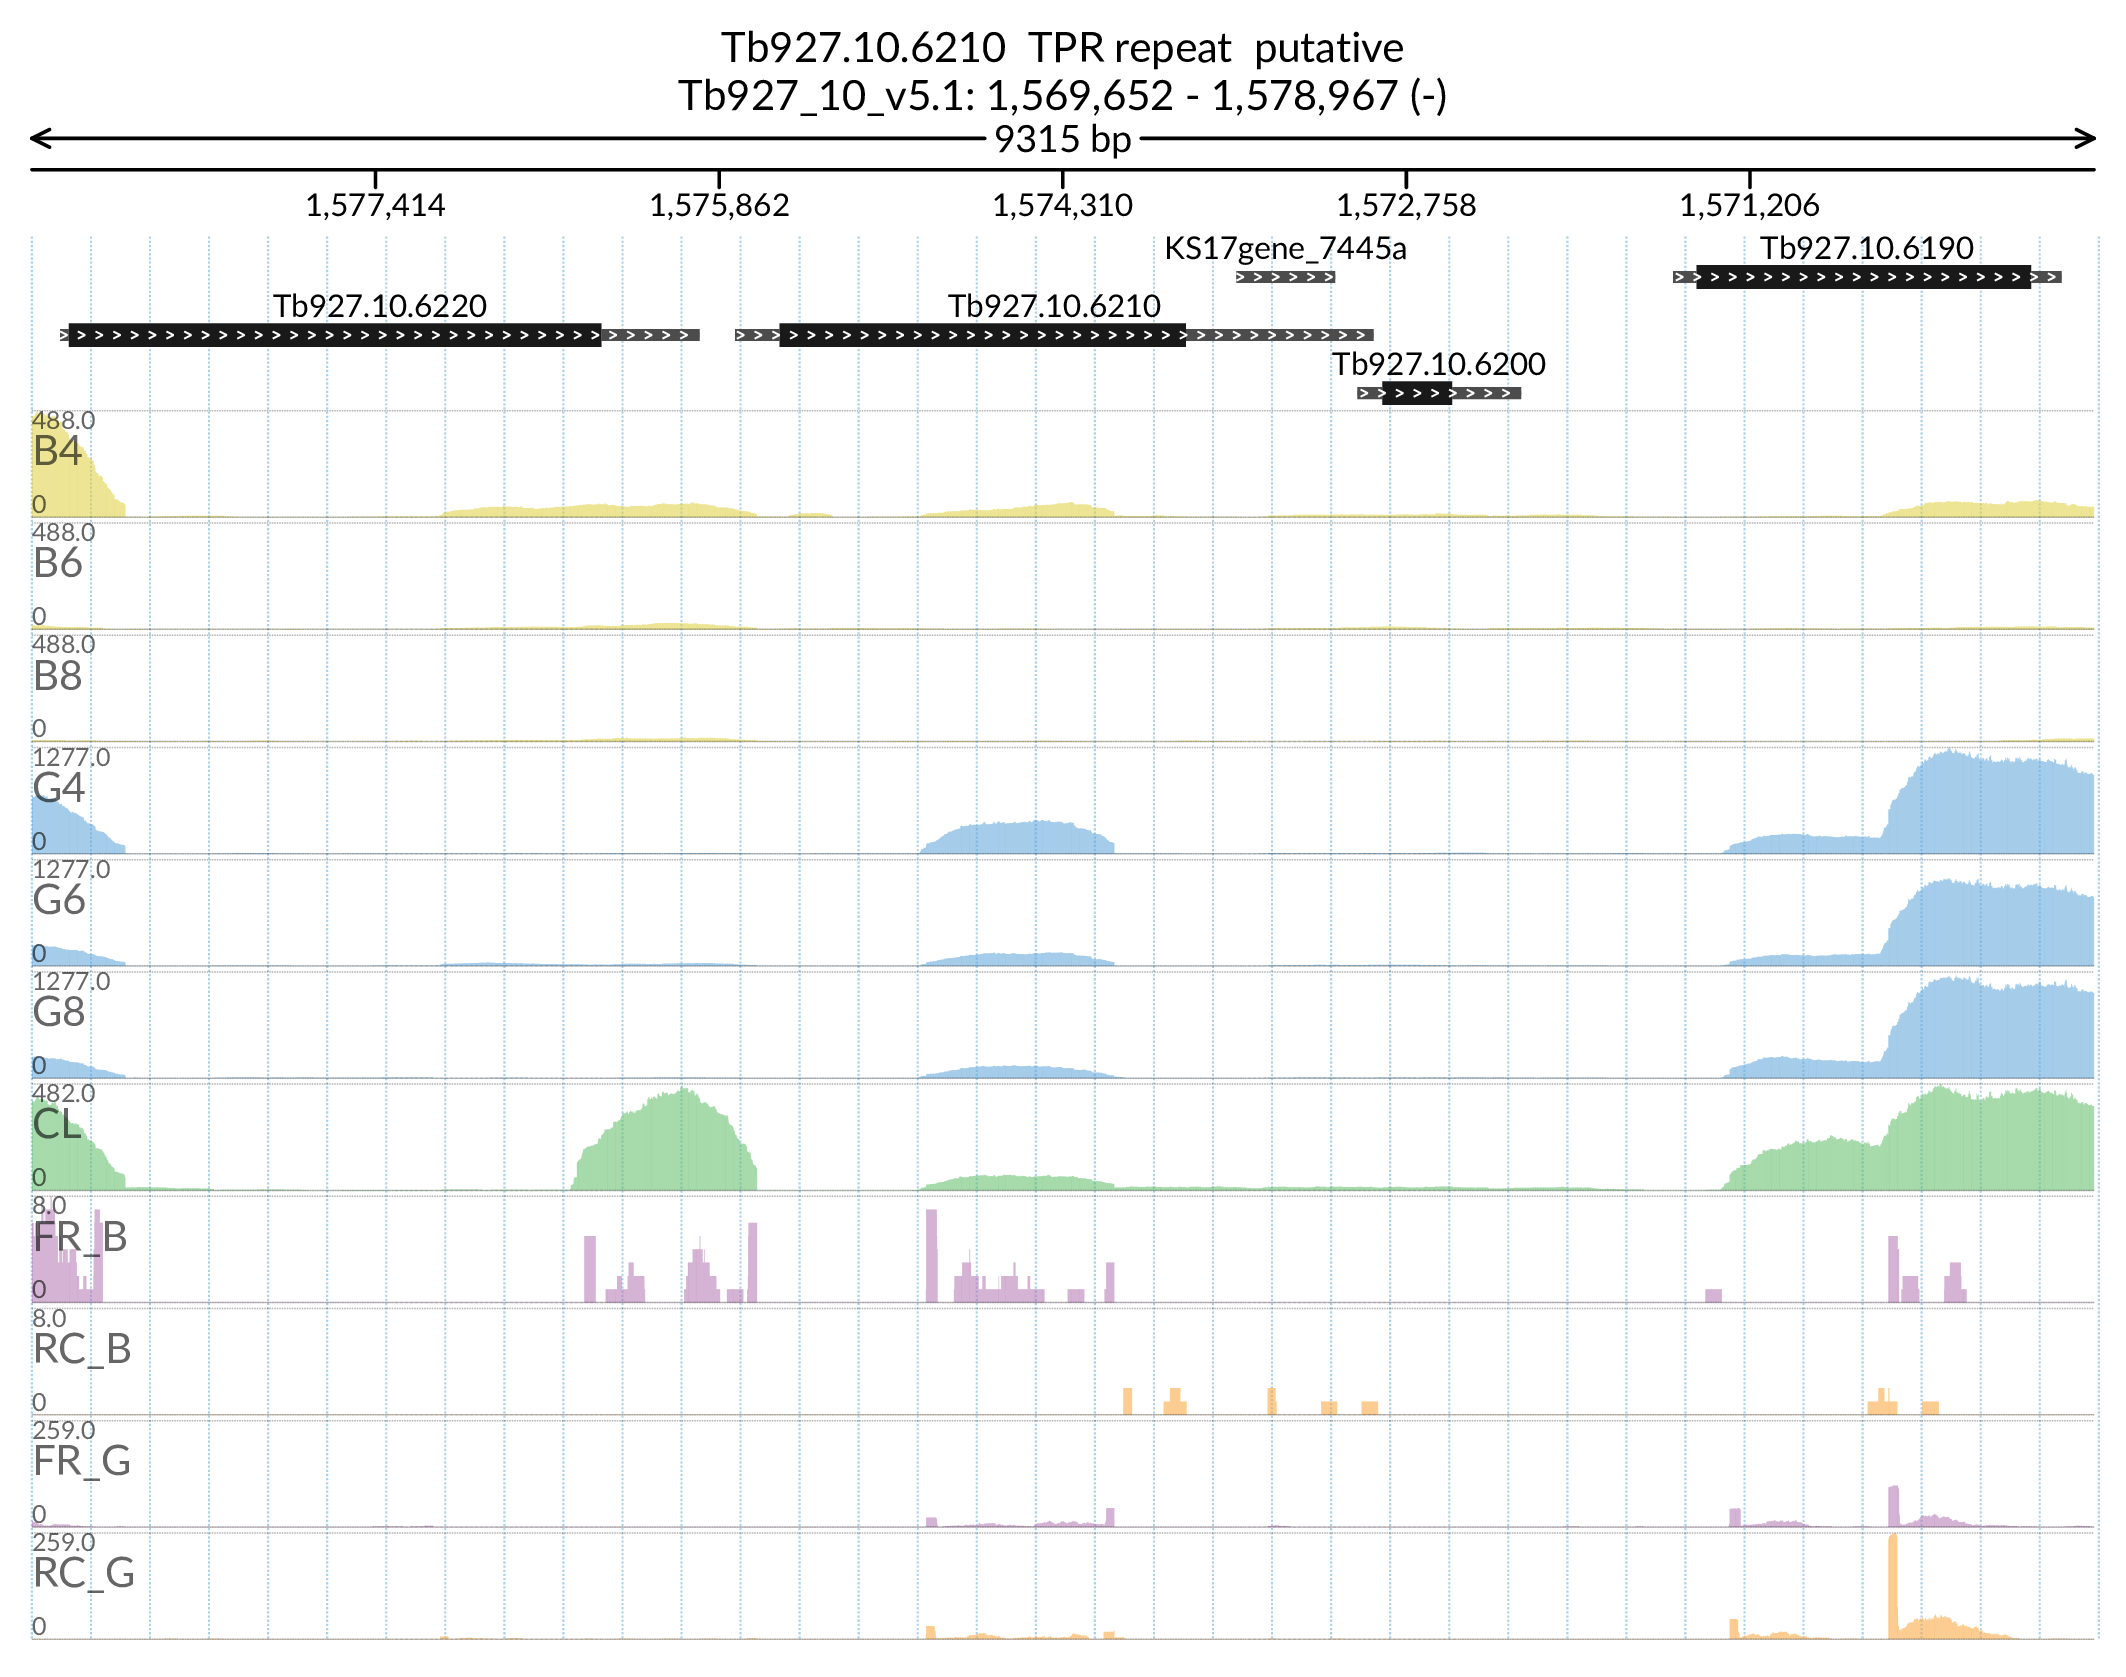 Tb927.10.6210  TPR repeat  putative
Tb927_10_v5.1: 1,569,652 - 1,578,967 (-)
9315 bp
1,577,414 1,575,862 1,574,310 1,572,758 1,571,206
KS17gene_7445a Tb927.10.6190
Tb927.10.6220 Tb927.10.6210
Tb927.10.6200
488.0
B4
0
488.0
B6
0
488.0
B8
0
1277.0
G4
0
1277.0
G6
0
1277.0
G8
0
482.0
CL
0
8.0
FR_B
0
8.0
RC_B
0
259.0
FR_G
0
259.0
RC_G
0